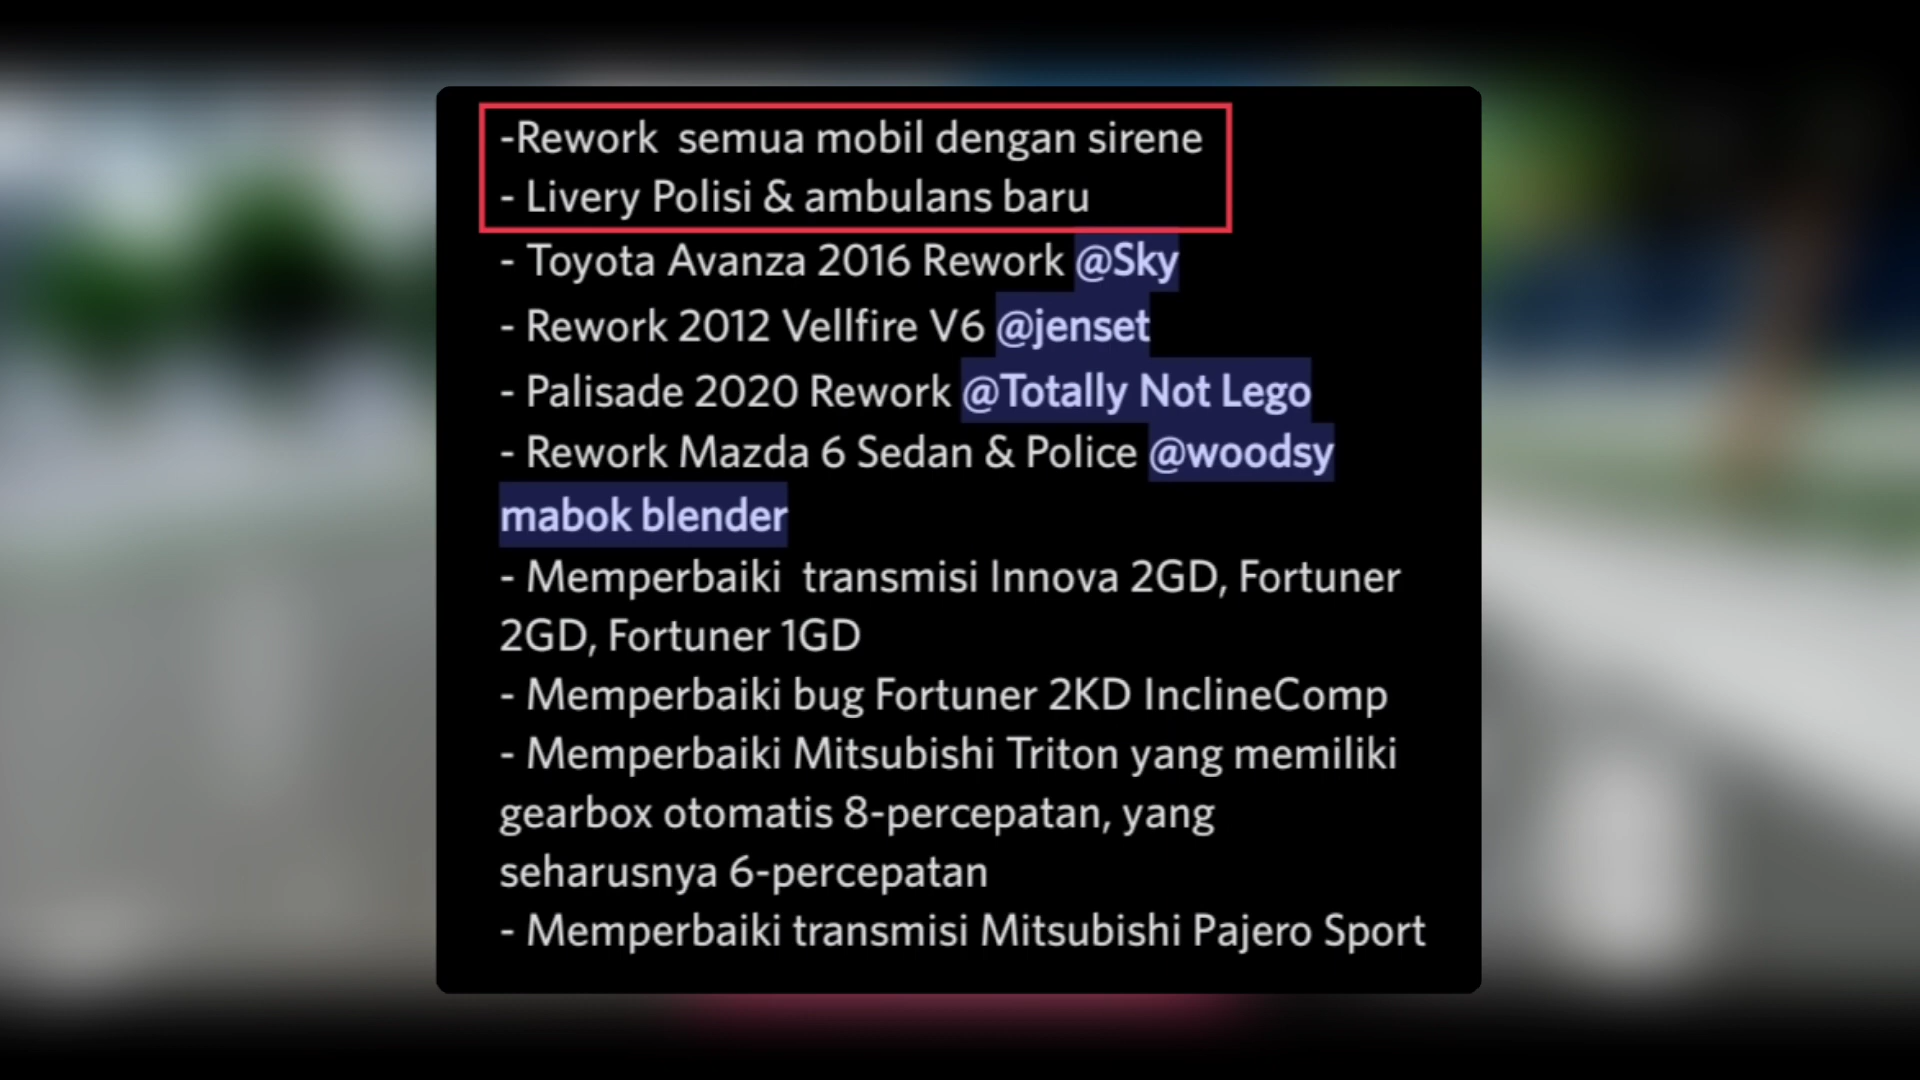 -Rework  semua mobil dengan sirene
- Livery Polisi & ambulans baru
- Toyota Avanza 2016 Rework @Sky
- Rework 2012 Vellfire V6 @jenset
- Palisade 2020 Rework @Totally Not Lego
- Rework Mazda 6 Sedan & Police @woodsy
mabok blender
- Memperbaiki  transmisi Innova 2GD, Fortuner
2GD, Fortuner 1GD
- Memperbaiki bug Fortuner 2KD InclineComp
- Memperbaiki Mitsubishi Triton yang memiliki
gearbox otomatis 8-percepatan, yang
seharusnya 6-percepatan
- Memperbaiki transmisi Mitsubishi Pajero Sport